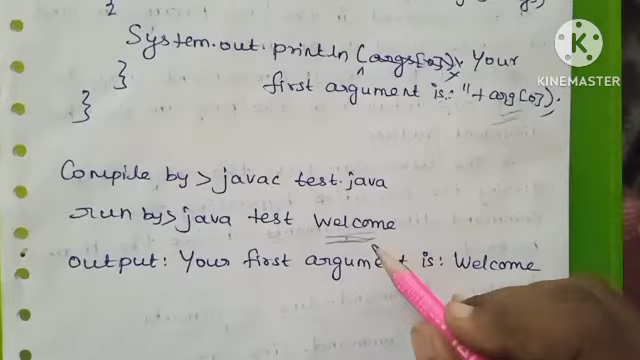 {
System.out.println (args[0]), Your
first argument is: "+ arg[0]).
}
}
K
KINEMASTER
Compile by > javac test.java
run by > java test Welcome
output: Your first argument is: Welcome